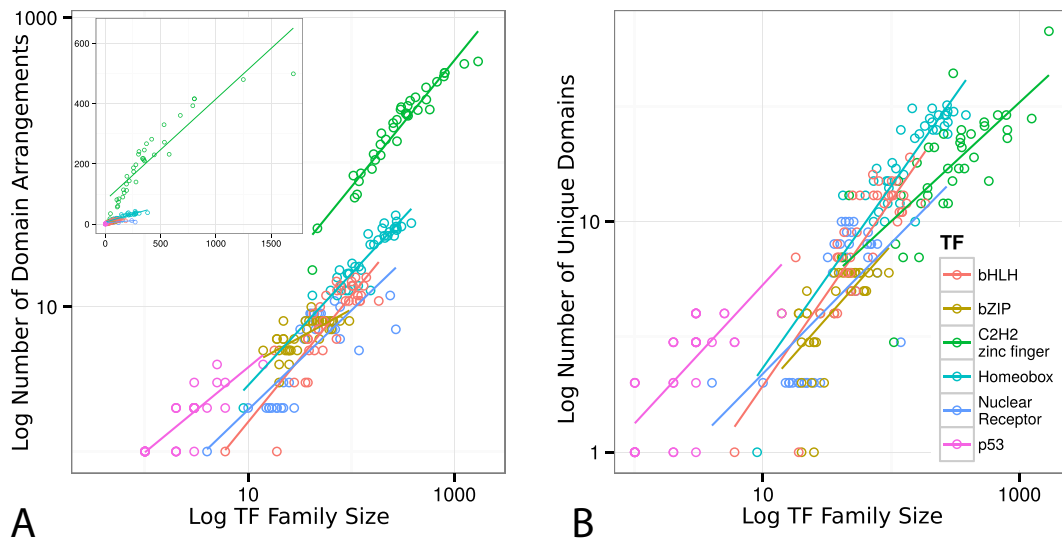 1000
10
Log Number of Domain Arrangements
600
400
200
0
0
500
1000
1500
10
1000
Log TF Family Size
A
10
1
Log Number of Unique Domains
10
1000
Log TF Family Size
B
TF
bHLH
bZIP
C2H2
zinc finger
Homeobox
Nuclear
Receptor
p53